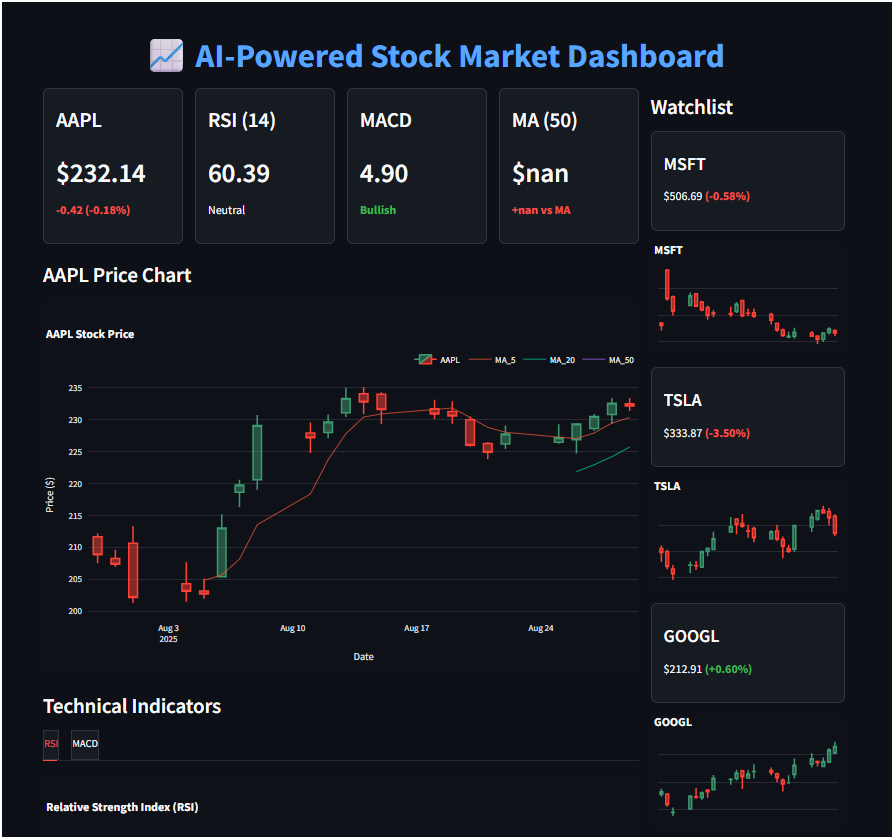 AI-Powered Stock Market Dashboard
AAPL
$232.14
-0.42 (-0.18%)
RSI (14)
60.39
Neutral
MACD
4.90
Bullish
MA (50)
$nan
+nan vs MA
AAPL Price Chart
AAPL Stock Price
AAPL MA_5 MA_20 MA_50
235
230
225
220
215
210
205
200
Price ($)
Aug 3 Aug 10 Aug 17 Aug 24
2025
Date
Technical Indicators
RSI MACD
Relative Strength Index (RSI)
Watchlist
MSFT
$506.69 (-0.58%)
MSFT
TSLA
$333.87 (-3.50%)
TSLA
GOOGL
$212.91 (+0.60%)
GOOGL